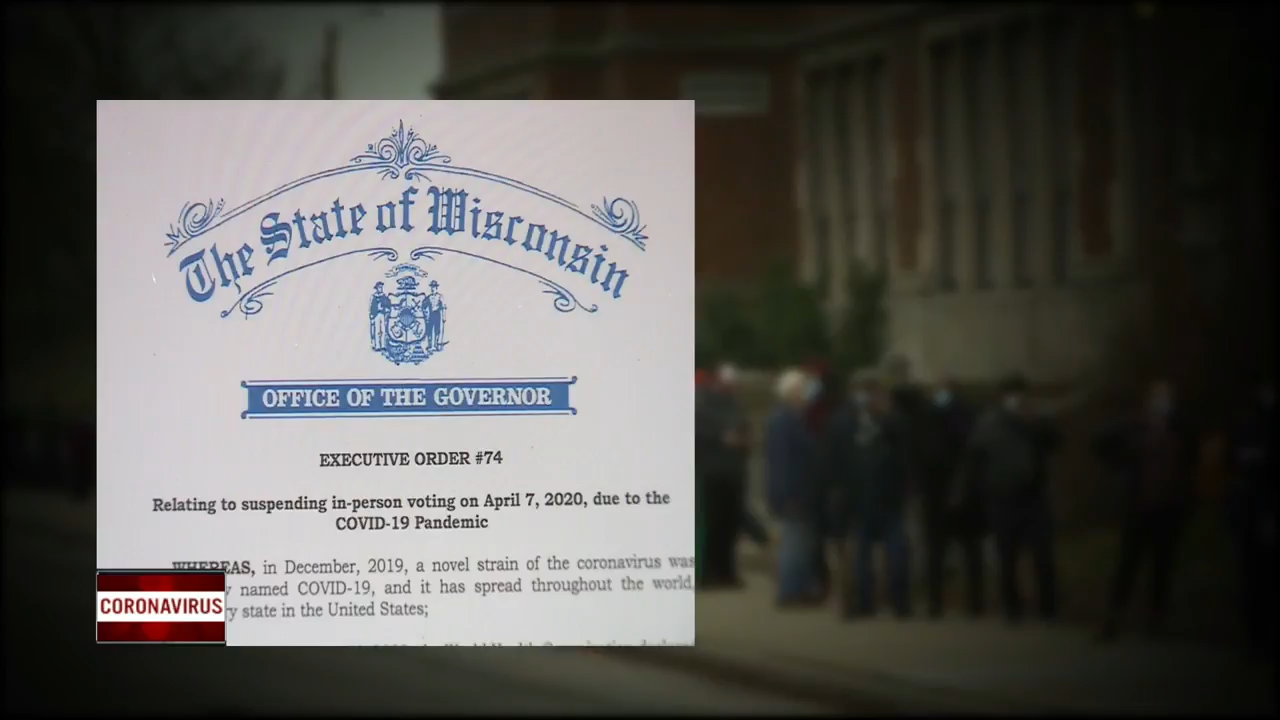 The State of Wisconsin
OFFICE OF THE GOVERNOR
EXECUTIVE ORDER #74
Relating to suspending in-person voting on April 7, 2020, due to the
COVID-19 Pandemic
WHEREAS, in December, 2019, a novel strain of the coronavirus was
named COVID-19, and it has spread throughout the world,
state in the United States;
CORONAVIRUS